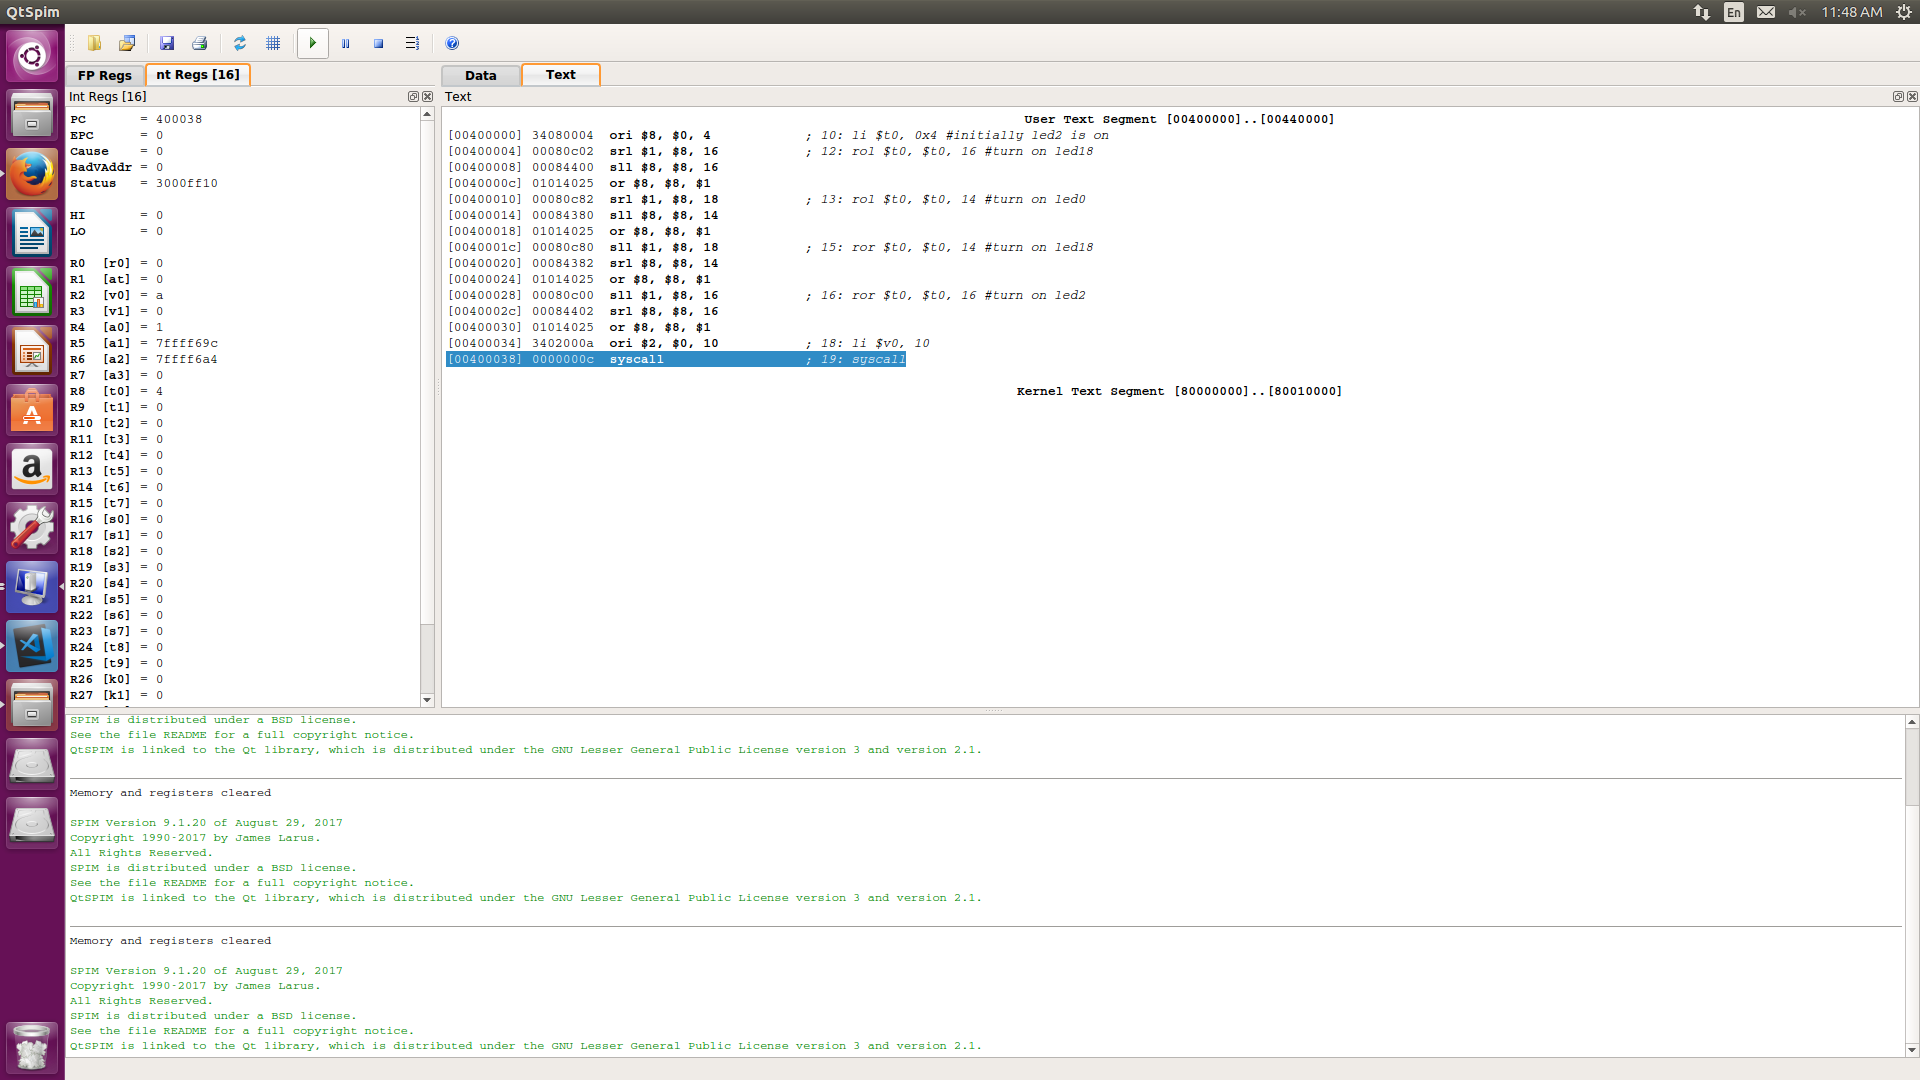 QtSpim
En
11:48 AM
FP Regs
nt Regs [16]
Data
Text
Int Regs [16]
Text
PC = 400038
EPC = 0
Cause = 0
BadVAddr = 0
Status = 3000ff10
HI = 0
LO = 0
R0 [r0] = 0
R1 [at] = 0
R2 [v0] = a
R3 [v1] = 0
R4 [a0] = 1
R5 [a1] = 7ffff69c
R6 [a2] = 7ffff6a4
R7 [a3] = 0
R8 [t0] = 4
R9 [t1] = 0
R10 [t2] = 0
R11 [t3] = 0
R12 [t4] = 0
R13 [t5] = 0
R14 [t6] = 0
R15 [t7] = 0
R16 [s0] = 0
R17 [s1] = 0
R18 [s2] = 0
R19 [s3] = 0
R20 [s4] = 0
R21 [s5] = 0
R22 [s6] = 0
R23 [s7] = 0
R24 [t8] = 0
R25 [t9] = 0
R26 [k0] = 0
R27 [k1] = 0
User Text Segment [00400000]..[00440000]
[00400000] 34080004 ori $8, $0, 4 ; 10: li $t0, 0x4 #initially led2 is on
[00400004] 00080c02 srl $1, $8, 16 ; 12: rol $t0, $t0, 16 #turn on led18
[00400008] 00084400 sll $8, $8, 16
[0040000c] 01014025 or $8, $8, $1
[00400010] 00080c82 srl $1, $8, 18 ; 13: rol $t0, $t0, 14 #turn on led0
[00400014] 00084380 sll $8, $8, 14
[00400018] 01014025 or $8, $8, $1
[0040001c] 00080c80 sll $1, $8, 18 ; 15: ror $t0, $t0, 14 #turn on led18
[00400020] 00084382 srl $8, $8, 14
[00400024] 01014025 or $8, $8, $1
[00400028] 00080c00 sll $1, $8, 16 ; 16: ror $t0, $t0, 16 #turn on led2
[0040002c] 00084402 srl $8, $8, 16
[00400030] 01014025 or $8, $8, $1
[00400034] 3402000a ori $2, $0, 10 ; 18: li $v0, 10
[00400038] 0000000c syscall ; 19: syscall
Kernel Text Segment [80000000]..[80010000]
SPIM is distributed under a BSD license.
See the file README for a full copyright notice.
QtSPIM is linked to the Qt library, which is distributed under the GNU Lesser General Public License version 3 and version 2.1.
Memory and registers cleared
SPIM Version 9.1.20 of August 29, 2017
Copyright 1990-2017 by James Larus.
All Rights Reserved.
SPIM is distributed under a BSD license.
See the file README for a full copyright notice.
QtSPIM is linked to the Qt library, which is distributed under the GNU Lesser General Public License version 3 and version 2.1.
Memory and registers cleared
SPIM Version 9.1.20 of August 29, 2017
Copyright 1990-2017 by James Larus.
All Rights Reserved.
SPIM is distributed under a BSD license.
See the file README for a full copyright notice.
QtSPIM is linked to the Qt library, which is distributed under the GNU Lesser General Public License version 3 and version 2.1.